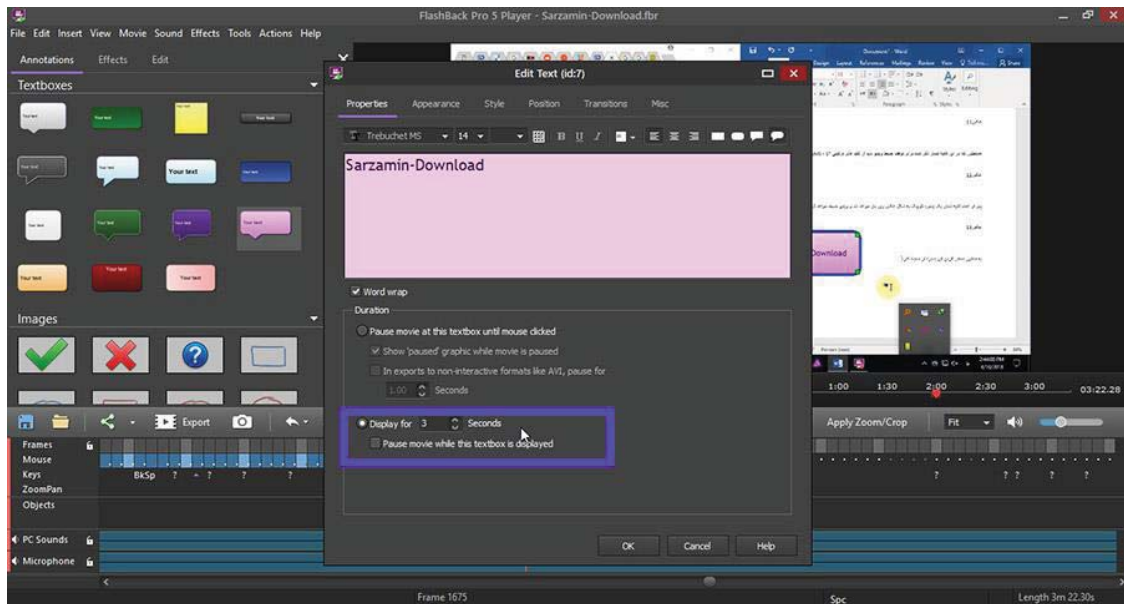 FlashBack Pro 5 Player - Sarzamin-Download.fbr
File Edit Insert View Movie Sound Effects Tools Actions Help
Annotations Effects Edit
Textboxes
Your text
Images
Edit Text (id:7)
Properties Appearance Style Position Transitions Misc
Trebuchet MS 14 B U I
Sarzamin-Download
Word wrap
Duration
Pause movie at this textbox until mouse clicked
Show 'paused' graphic while movie is paused
In exports to non-interactive formats like AVI, pause for
1.00 Seconds
Display for 3 Seconds
Pause movie while this textbox is displayed
OK Cancel Help
Download
1:00 1:30 2:00 2:30 3:00 03:22.28
Export
Apply Zoom/Crop Fit
Frames
Mouse
Keys BkSp ? ? ? ? ? ? ? ? ?
ZoomPan
Objects
PC Sounds
Microphone
Frame 1675 Spc Length 3m 22.30s